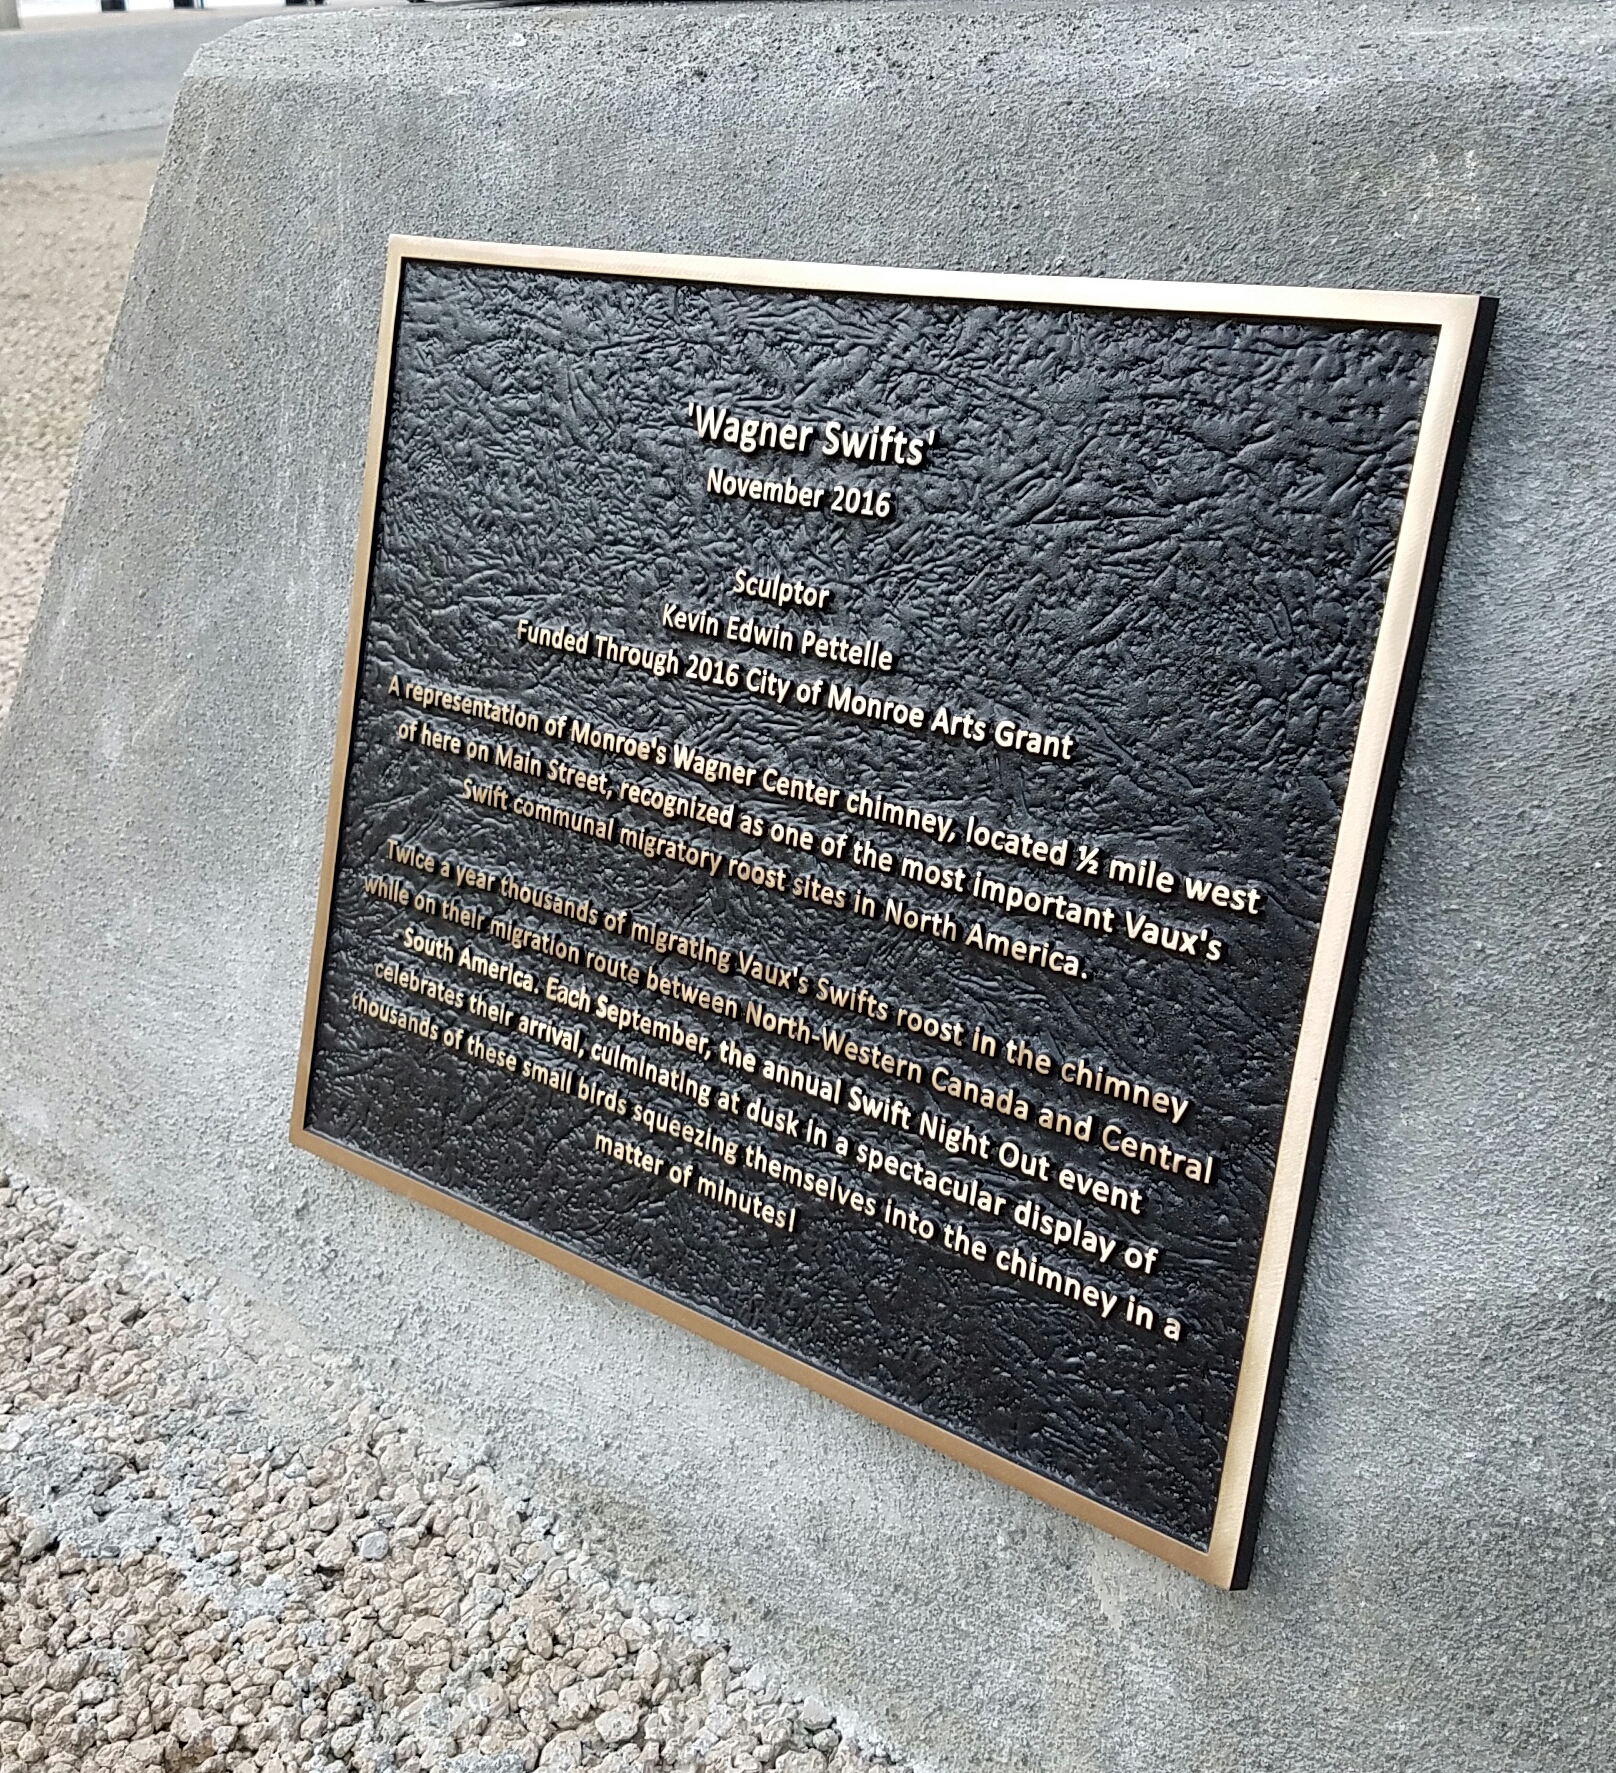 'Wagner Swifts'
November 2016
Sculptor
Kevin Edwin Pettelle
Funded Through 2016 City of Monroe Arts Grant
A representation of Monroe's Wagner Center chimney, located ½ mile west
of here on Main Street, recognized as one of the most important Vaux's
Swift communal migratory roost sites in North America.
Twice a year thousands of migrating Vaux's Swifts roost in the chimney
while on their migration route between North-Western Canada and Central
South America. Each September, the annual Swift Night Out event
celebrates their arrival, culminating at dusk in a spectacular display of
thousands of these small birds squeezing themselves into the chimney in a
matter of minutes!